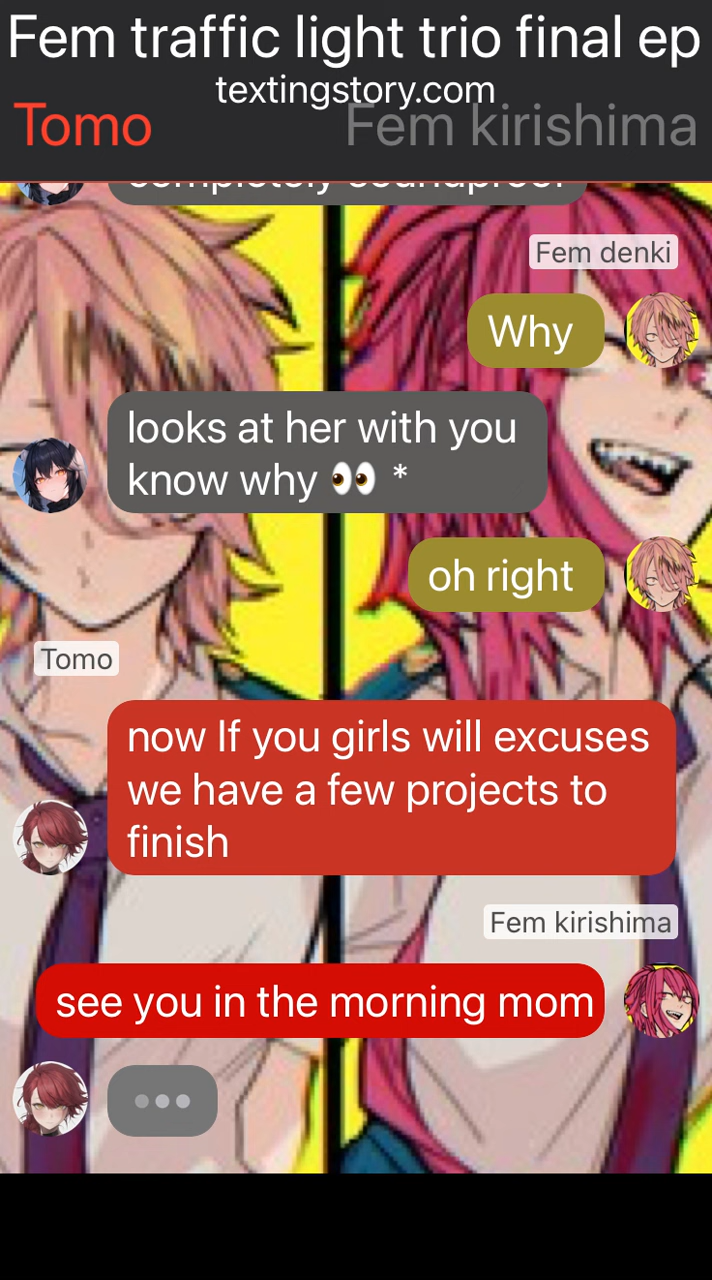 Fem traffic light trio final ep
textingstory.com
Tomo Fem kirishima
completely soundproof
Fem denki
Why
looks at her with you
know why 👀 *
oh right
Tomo
now If you girls will excuses
we have a few projects to
finish
Fem kirishima
see you in the morning mom